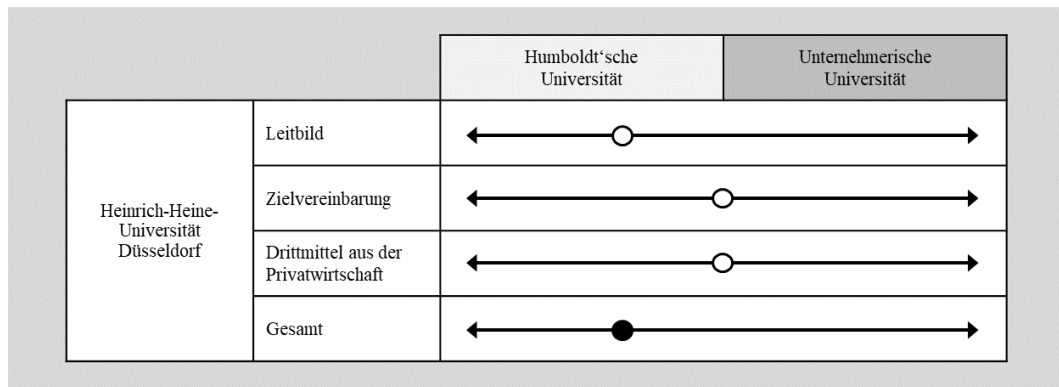 Humboldt‘sche
Universität
Unternehmerische
Universität
Heinrich-Heine-
Universität
Düsseldorf
Leitbild
Zielvereinbarung
Drittmittel aus der
Privatwirtschaft
Gesamt